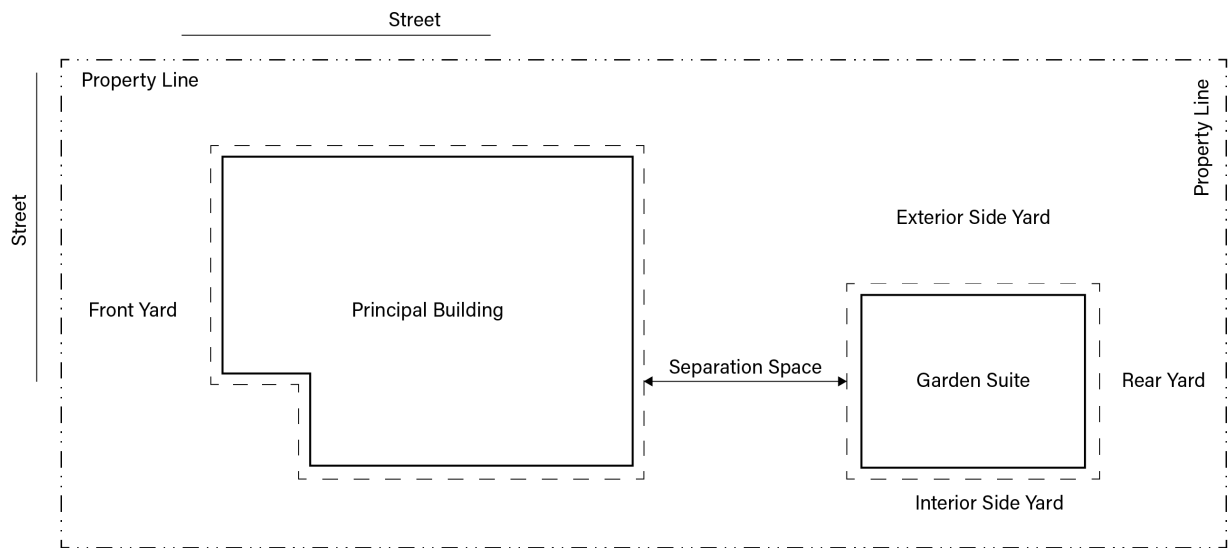 Street
Property Line
Property Line
Street
Exterior Side Yard
Front Yard
Principal Building
Separation Space
Garden Suite
Rear Yard
Interior Side Yard